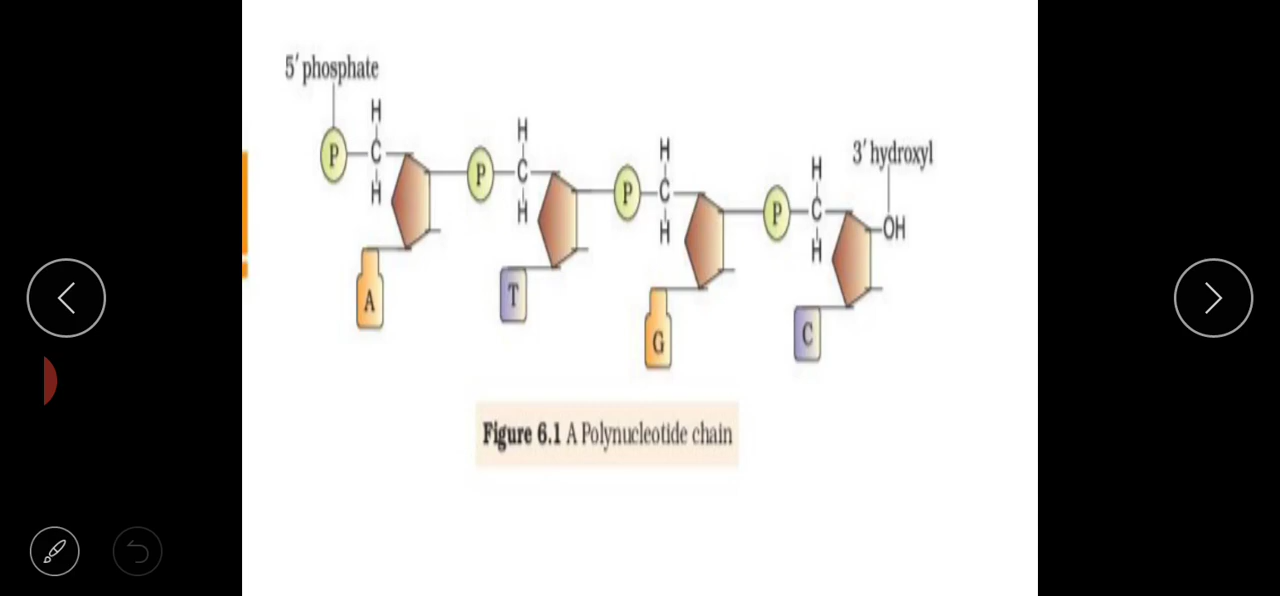 5′ phosphate
H
P
C
H
H
P
C
H
H
P
C
H
H
P
C
H
3′ hydroxyl
OH
A
T
G
C
Figure 6.1 A Polynucleotide chain